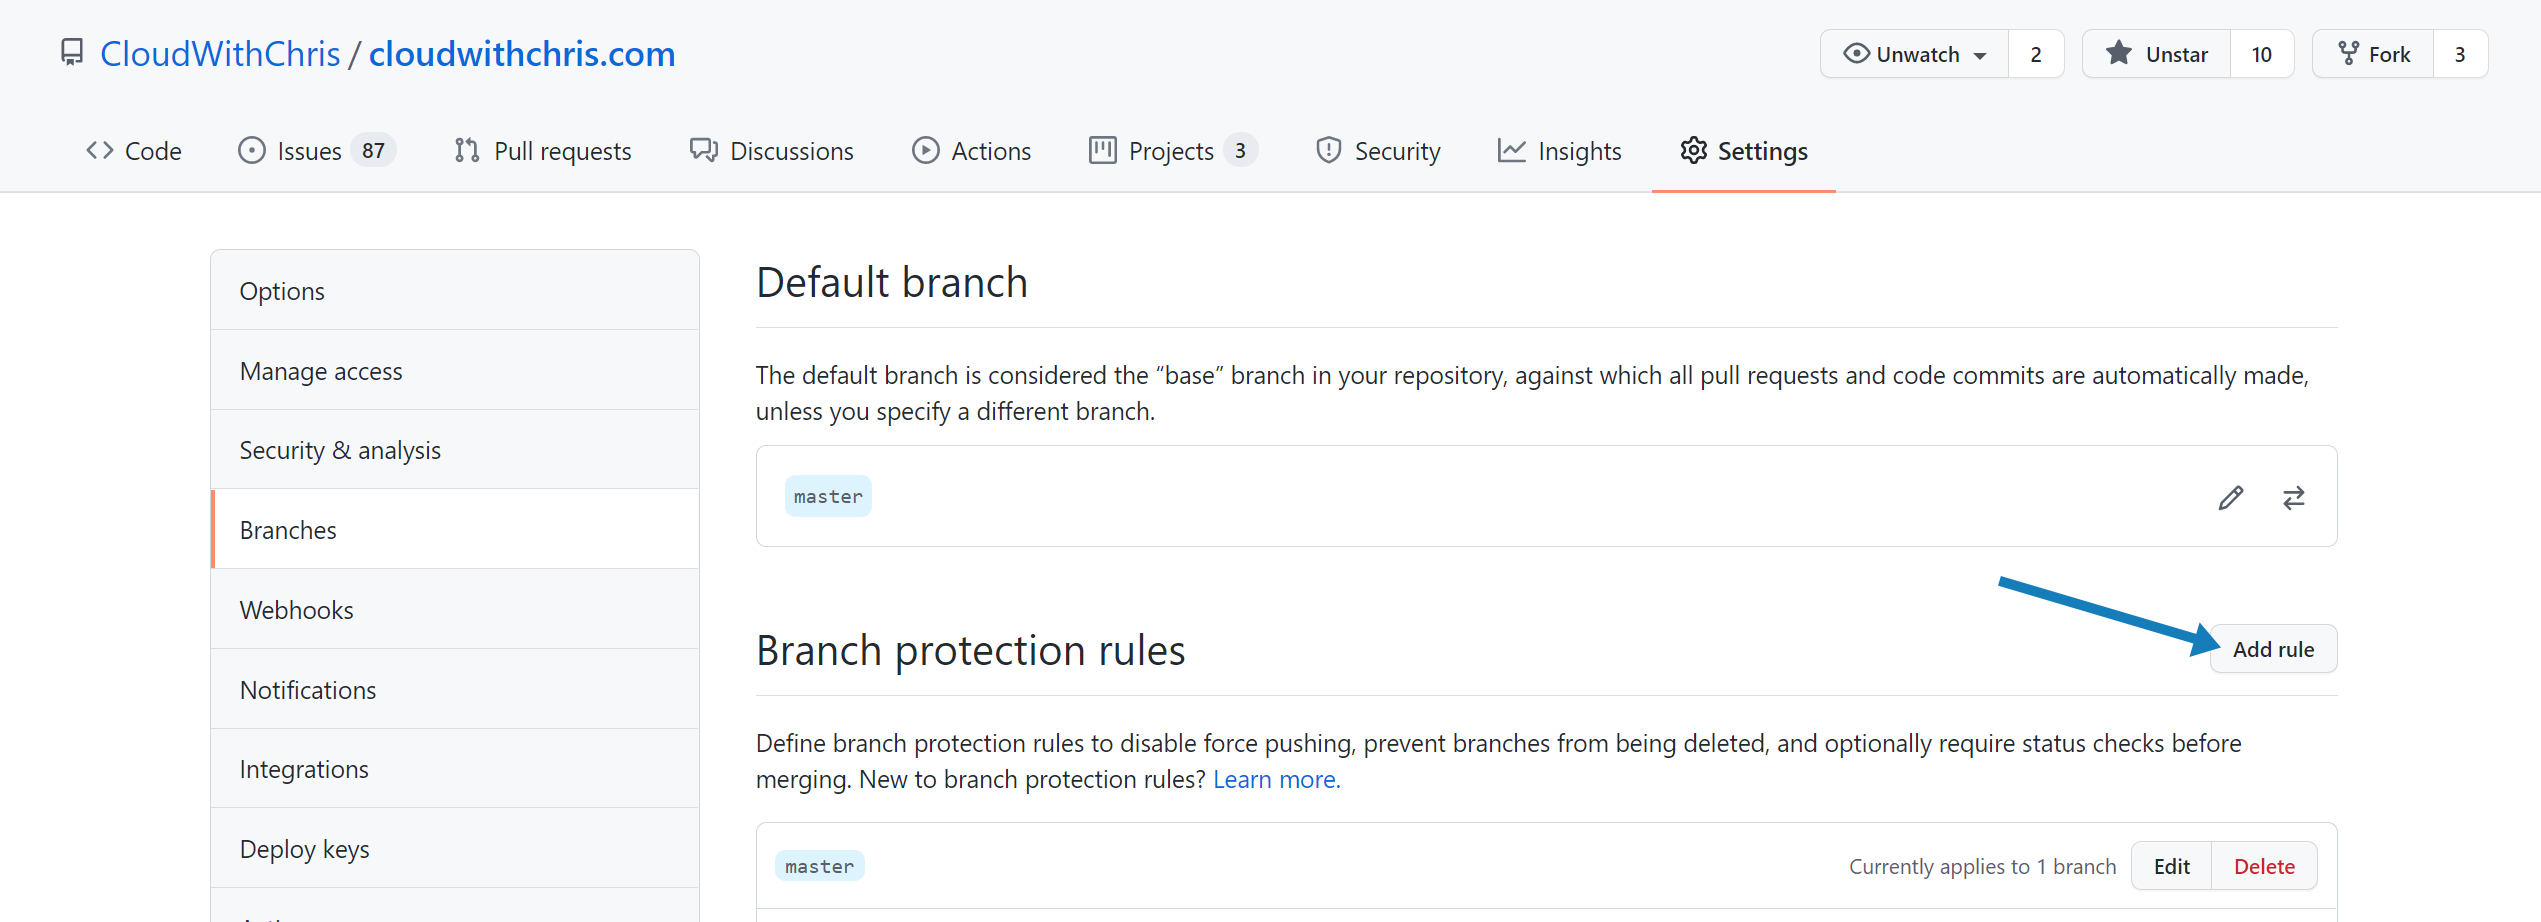 CloudWithChris / cloudwithchris.com
Unwatch 2
Unstar 10
Fork 3
Code
Issues 87
Pull requests
Discussions
Actions
Projects 3
Security
Insights
Settings
Options
Manage access
Security & analysis
Branches
Webhooks
Notifications
Integrations
Deploy keys
Default branch
The default branch is considered the “base” branch in your repository, against which all pull requests and code commits are automatically made,
unless you specify a different branch.
master
Branch protection rules
Add rule
Define branch protection rules to disable force pushing, prevent branches from being deleted, and optionally require status checks before
merging. New to branch protection rules? Learn more.
master
Currently applies to 1 branch
Edit
Delete